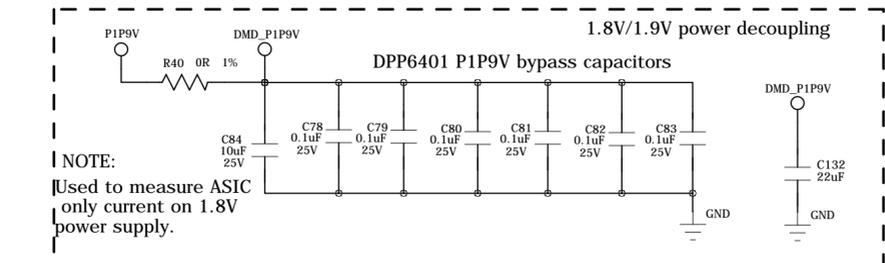 1.8V/1.9V power decoupling
P1P9V
DMD_P1P9V
R40 0R 1%
DPP6401 P1P9V bypass capacitors
DMD_P1P9V
C84
10uF
25V
C78
0.1uF
25V
C79
0.1uF
25V
C80
0.1uF
25V
C81
0.1uF
25V
C82
0.1uF
25V
C83
0.1uF
25V
C132
22uF
NOTE:
Used to measure ASIC
only current on 1.8V
power supply.
GND
GND